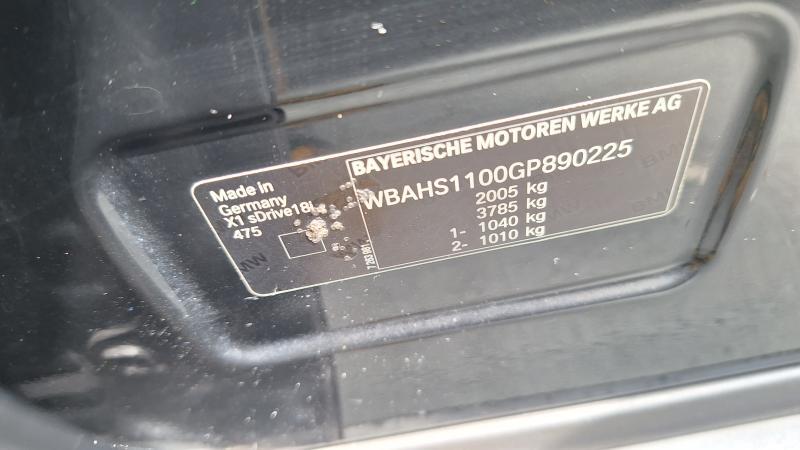 BAYERISCHE MOTOREN WERKE AG
WBAHS1100GP890225
2005 kg
3785 kg
1- 1040 kg
2- 1010 kg
Made in
Germany
X1 sDrive18i
475
BMW